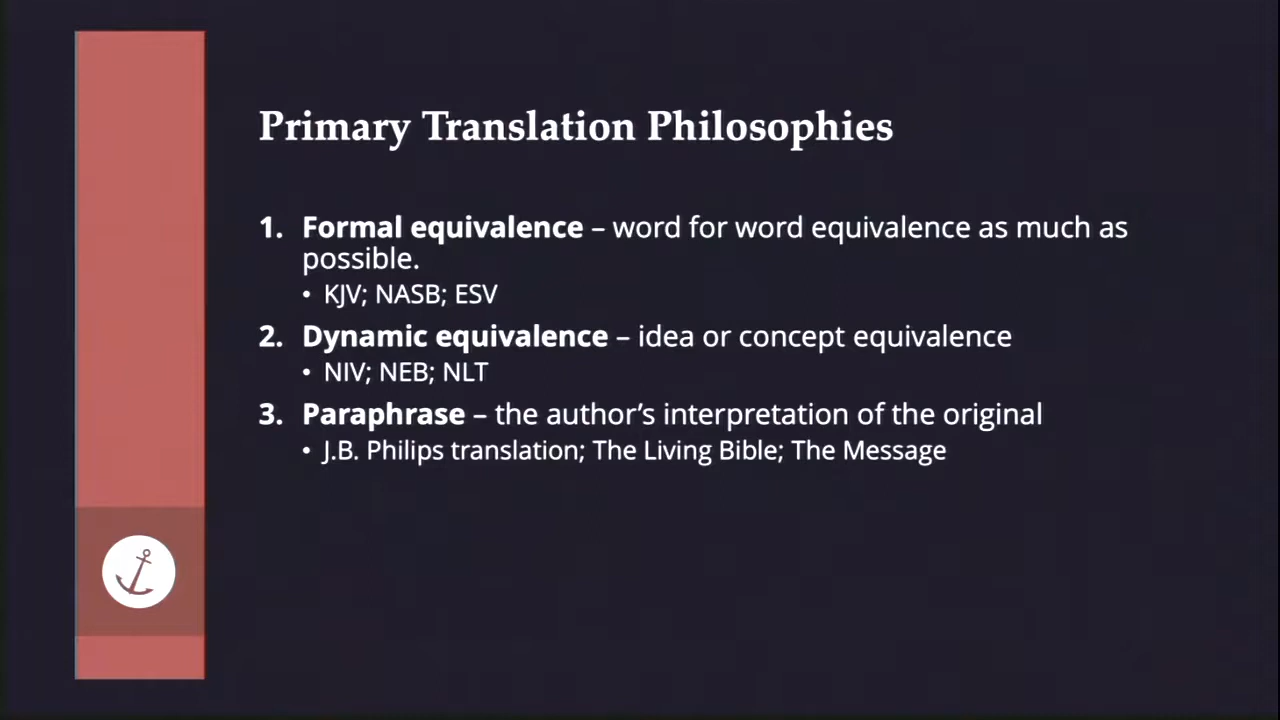 Primary Translation Philosophies
1. Formal equivalence – word for word equivalence as much as
possible.
• KJV; NASB; ESV
2. Dynamic equivalence – idea or concept equivalence
• NIV; NEB; NLT
3. Paraphrase – the author’s interpretation of the original
• J.B. Philips translation; The Living Bible; The Message